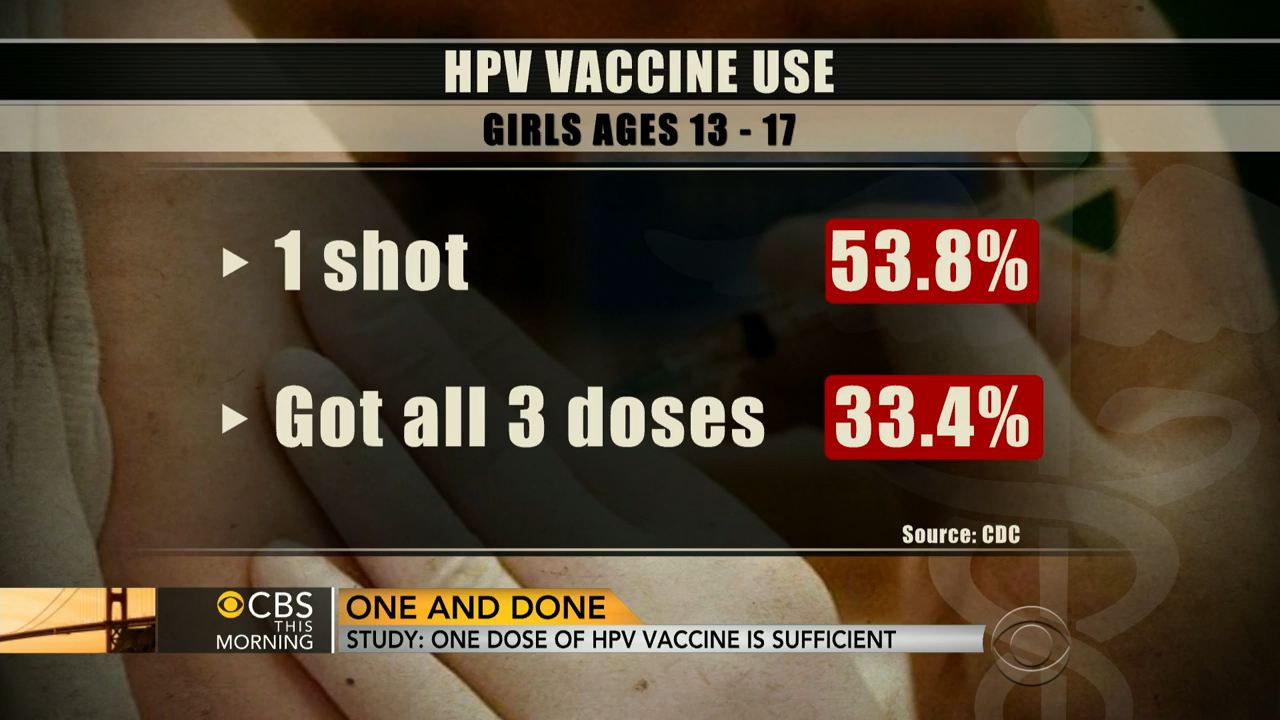 HPV VACCINE USE
GIRLS AGES 13 - 17
1 shot 53.8%
Got all 3 doses 33.4%
Source: CDC
CBS
THIS
MORNING
ONE AND DONE
STUDY: ONE DOSE OF HPV VACCINE IS SUFFICIENT